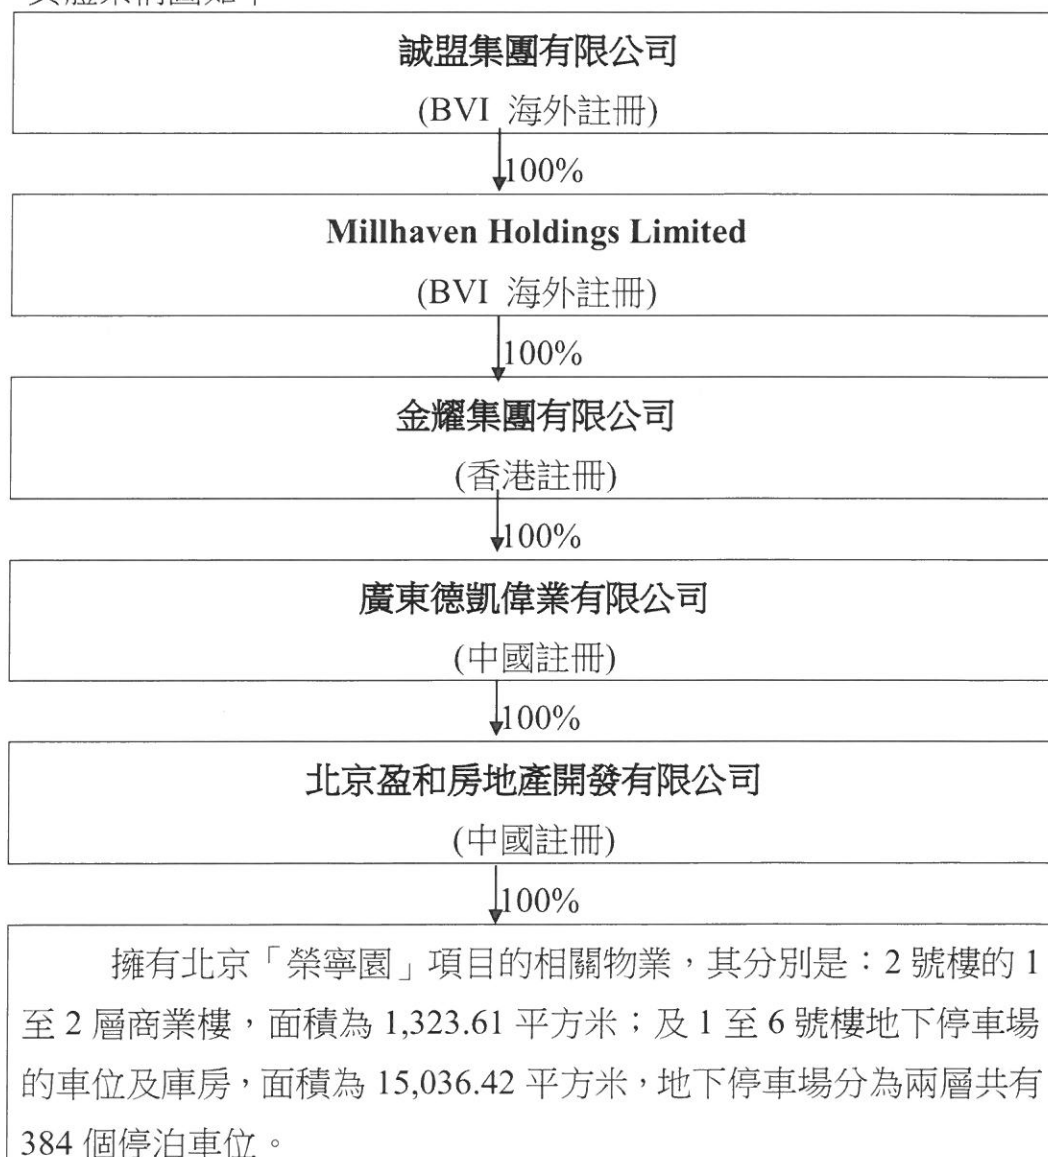 誠盟集團有限公司
(BVI 海外註冊)
100%
Millhaven Holdings Limited
(BVI 海外註冊)
100%
金耀集團有限公司
(香港註冊)
100%
廣東德凱偉業有限公司
(中國註冊)
100%
北京盈和房地產開發有限公司
(中國註冊)
100%
擁有北京「榮寧園」項目的相關物業，其分別是：2 號樓的 1
至 2 層商業樓，面積為 1,323.61 平方米；及 1 至 6 號樓地下停車場
的車位及庫房，面積為 15,036.42 平方米，地下停車場分為兩層共有
384 個停泊車位。